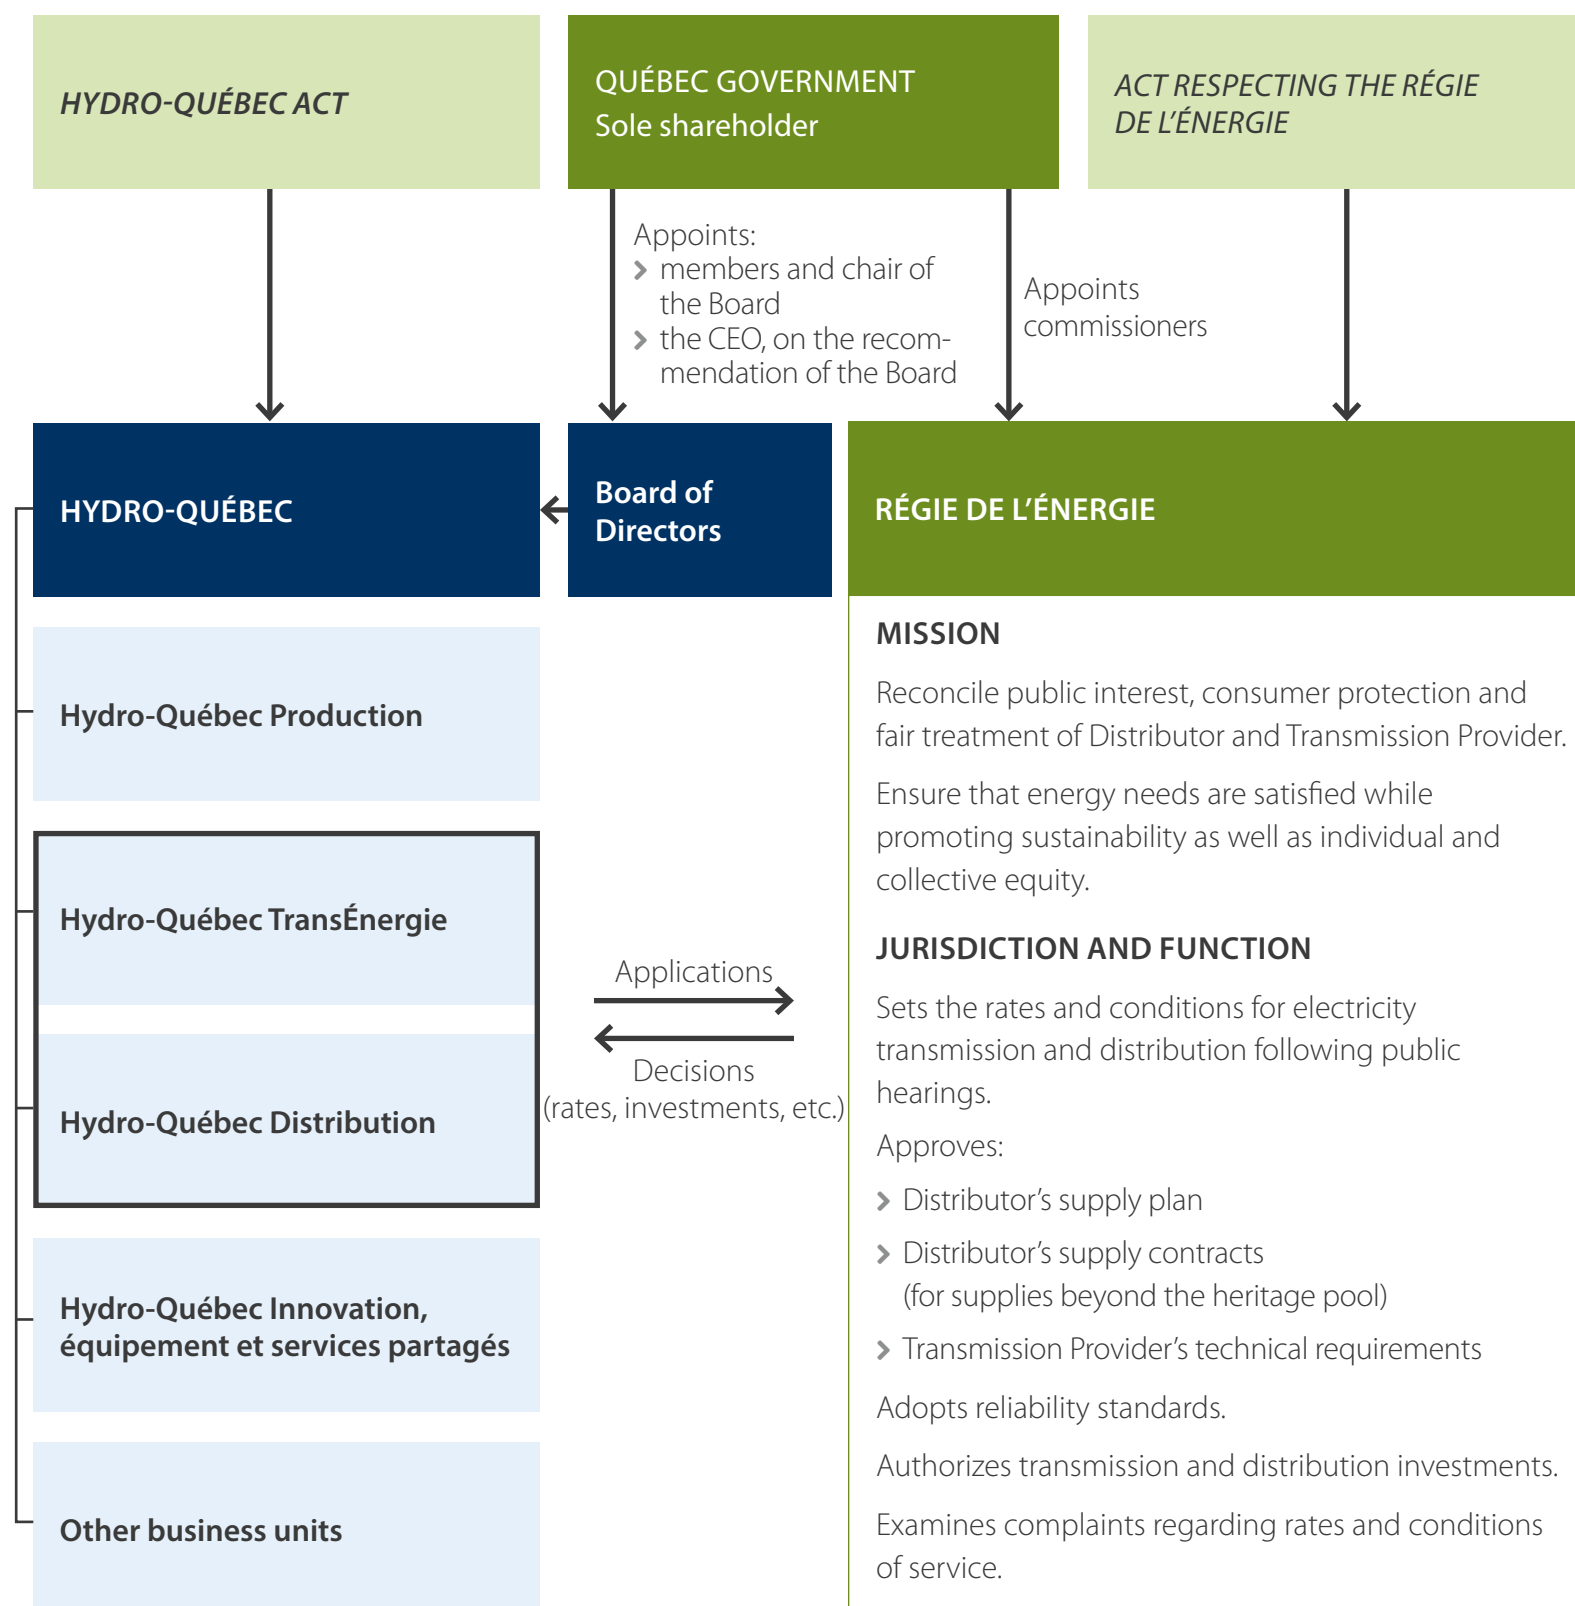 HYDRO-QUÉBEC ACT
QUÉBEC GOVERNMENT
Sole shareholder
ACT RESPECTING THE RÉGIE
DE L’ÉNERGIE
Appoints:
members and chair of
the Board
the CEO, on the recom-
mendation of the Board
Appoints
commissioners
HYDRO-QUÉBEC
Board of
Directors
RÉGIE DE L’ÉNERGIE
Hydro-Québec Production
Hydro-Québec TransÉnergie
Hydro-Québec Distribution
Hydro-Québec Innovation,
équipement et services partagés
Other business units
Applications
Decisions
(rates, investments, etc.)
MISSION
Reconcile public interest, consumer protection and
fair treatment of Distributor and Transmission Provider.
Ensure that energy needs are satisfied while
promoting sustainability as well as individual and
collective equity.
JURISDICTION AND FUNCTION
Sets the rates and conditions for electricity
transmission and distribution following public
hearings.
Approves:
Distributor’s supply plan
Distributor’s supply contracts
(for supplies beyond the heritage pool)
Transmission Provider’s technical requirements
Adopts reliability standards.
Authorizes transmission and distribution investments.
Examines complaints regarding rates and conditions
of service.